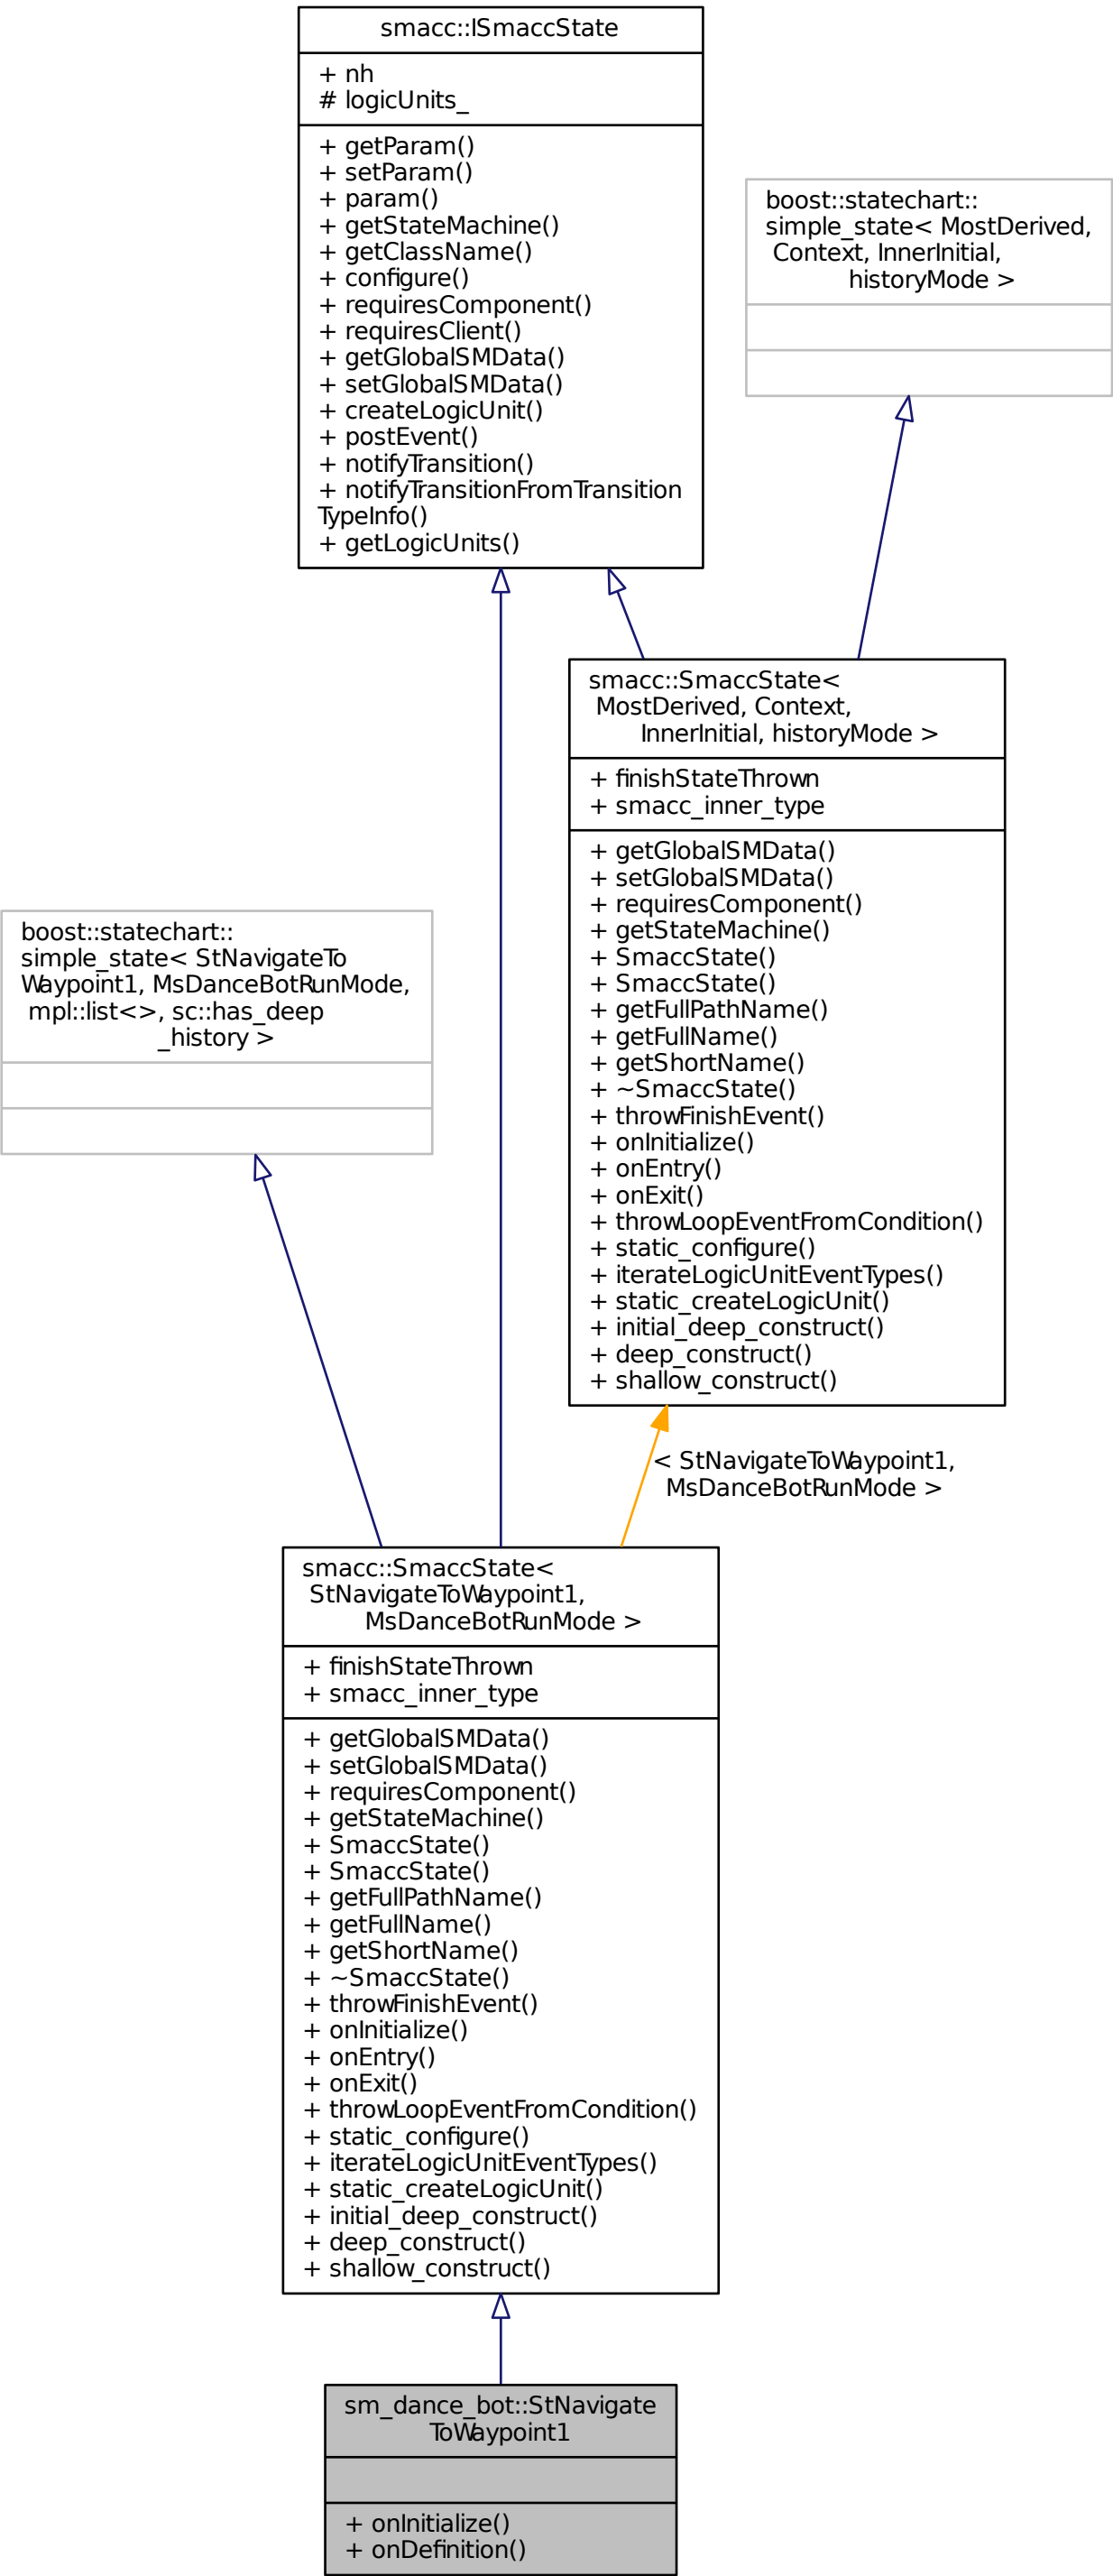 smacc::ISmaccState
+ nh
# logicUnits_
+ getParam()
+ setParam()
+ param()
+ getStateMachine()
+ getClassName()
+ configure()
+ requiresComponent()
+ requiresClient()
+ getGlobalSMData()
+ setGlobalSMData()
+ createLogicUnit()
+ postEvent()
+ notifyTransition()
+ notifyTransitionFromTransition
TypeInfo()
+ getLogicUnits()
boost::statechart::
simple_state< MostDerived,
Context, InnerInitial,
historyMode >
smacc::SmaccState<
MostDerived, Context,
InnerInitial, historyMode >
+ finishStateThrown
+ smacc_inner_type
+ getGlobalSMData()
+ setGlobalSMData()
+ requiresComponent()
+ getStateMachine()
+ SmaccState()
+ SmaccState()
+ getFullPathName()
+ getFullName()
+ getShortName()
+ ~SmaccState()
+ throwFinishEvent()
+ onInitialize()
+ onEntry()
+ onExit()
+ throwLoopEventFromCondition()
+ static_configure()
+ iterateLogicUnitEventTypes()
+ static_createLogicUnit()
+ initial_deep_construct()
+ deep_construct()
+ shallow_construct()
boost::statechart::
simple_state< StNavigateTo
Waypoint1, MsDanceBotRunMode,
mpl::list<>, sc::has_deep
_history >
< StNavigateToWaypoint1,
MsDanceBotRunMode >
smacc::SmaccState<
StNavigateToWaypoint1,
MsDanceBotRunMode >
+ finishStateThrown
+ smacc_inner_type
+ getGlobalSMData()
+ setGlobalSMData()
+ requiresComponent()
+ getStateMachine()
+ SmaccState()
+ SmaccState()
+ getFullPathName()
+ getFullName()
+ getShortName()
+ ~SmaccState()
+ throwFinishEvent()
+ onInitialize()
+ onEntry()
+ onExit()
+ throwLoopEventFromCondition()
+ static_configure()
+ iterateLogicUnitEventTypes()
+ static_createLogicUnit()
+ initial_deep_construct()
+ deep_construct()
+ shallow_construct()
sm_dance_bot::StNavigate
ToWaypoint1
+ onInitialize()
+ onDefinition()